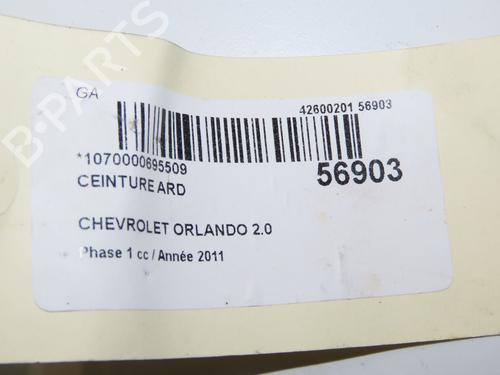 GA
42600201 56903
*1070000695509
56903
CEINTURE ARD
CHEVROLET ORLANDO 2.0
Phase 1 cc / Année 2011
B-PARTS